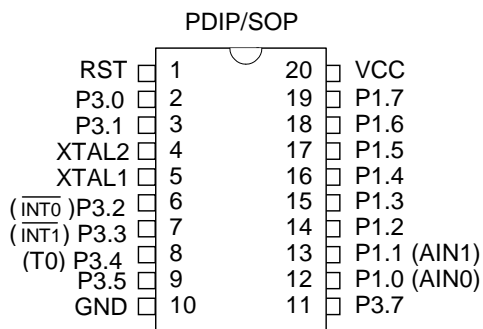 PDIP/SOP
RST 1 20 VCC
P3.0 2 19 P1.7
P3.1 3 18 P1.6
XTAL2 4 17 P1.5
XTAL1 5 16 P1.4
(I̅N̅T̅0̅ )P3.2 6 15 P1.3
(I̅N̅T̅1̅) P3.3 7 14 P1.2
(T0) P3.4 8 13 P1.1 (AIN1)
P3.5 9 12 P1.0 (AIN0)
GND 10 11 P3.7